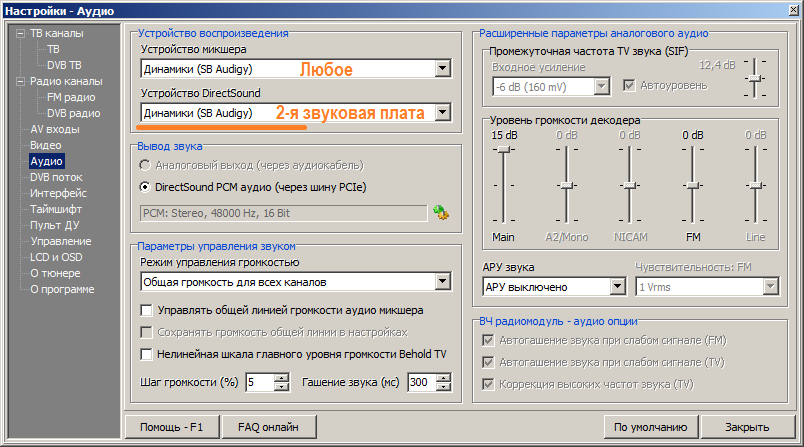 Настройки - Аудио
ТВ каналы
ТВ
DVB ТВ
Радио каналы
FM радио
DVB радио
AV входы
Видео
Аудио
DVB поток
Интерфейс
Таймшифт
Пульт ДУ
Управление
LCD и OSD
О тюнере
О программе
Устройство воспроизведения
Устройство микшера
Динамики (SB Audigy) Любое
Устройство DirectSound
Динамики (SB Audigy) 2-я звуковая плата
Вывод звука
Аналоговый выход (через аудиокабель)
DirectSound PCM аудио (через шину PCIe)
PCM: Stereo, 48000 Hz, 16 Bit
Параметры управления звуком
Режим управления громкостью
Общая громкость для всех каналов
Управлять общей линией громкости аудио микшера
Сохранять громкость общей линии в настройках
Нелинейная шкала главного уровня громкости Behold TV
Шаг громкости (%) 5 Гашение звука (мс) 300
Расширенные параметры аналогового аудио
Промежуточная частота TV звука (SIF)
Входное усиление 12,4 dB
-6 dB (160 mV) Автоуровень
Уровень громкости декодера
15 dB 0 dB 0 dB 0 dB 0 dB
Main A2/Mono NICAM FM Line
АРУ звука Чувствительность: FM
АРУ выключено 1 Vrms
ВЧ радиомодуль - аудио опции
Автогашение звука при слабом сигнале (FM)
Автогашение звука при слабом сигнале (TV)
Коррекция высоких частот звука (TV)
Помощь - F1 FAQ онлайн По умолчанию Закрыть